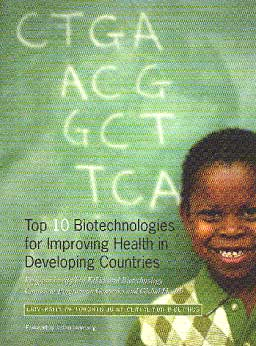 CTGA
ACG
GCT
TCA
Top 10 Biotechnologies
for Improving Health in
Developing Countries
UNIVERSITY OF TORONTO JOINT CENTRE FOR BIOETHICS